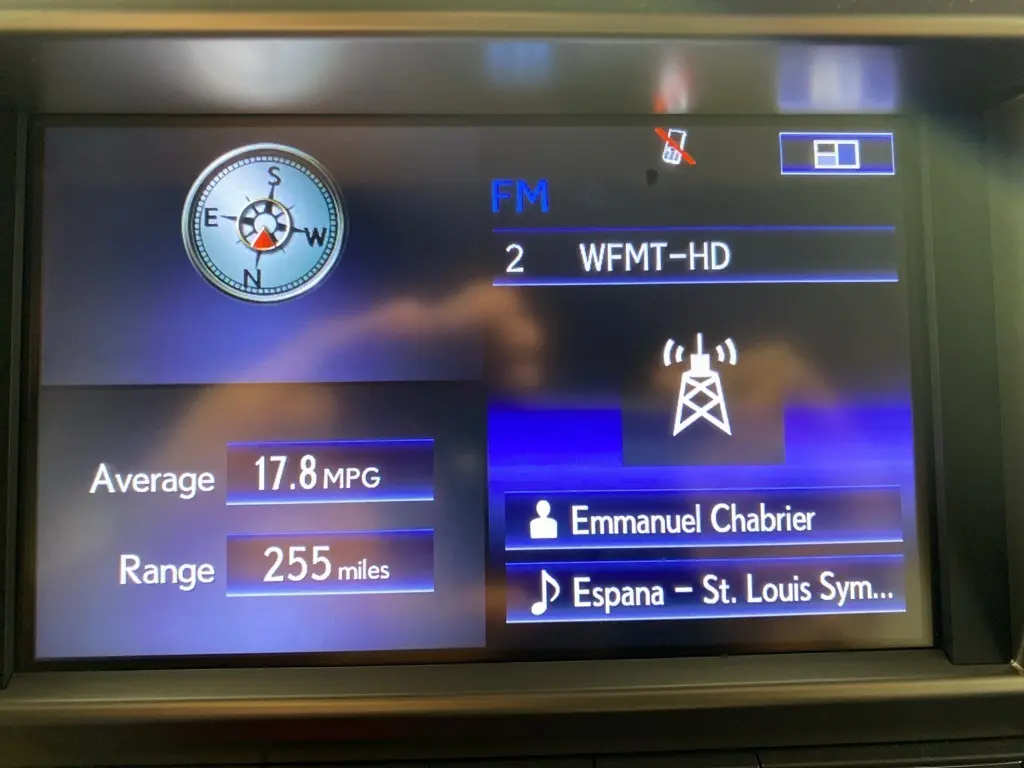 S
E
W
N
Average 17.8 MPG
Range 255 miles
FM
2 WFMT-HD
Emmanuel Chabrier
Espana - St. Louis Sym...